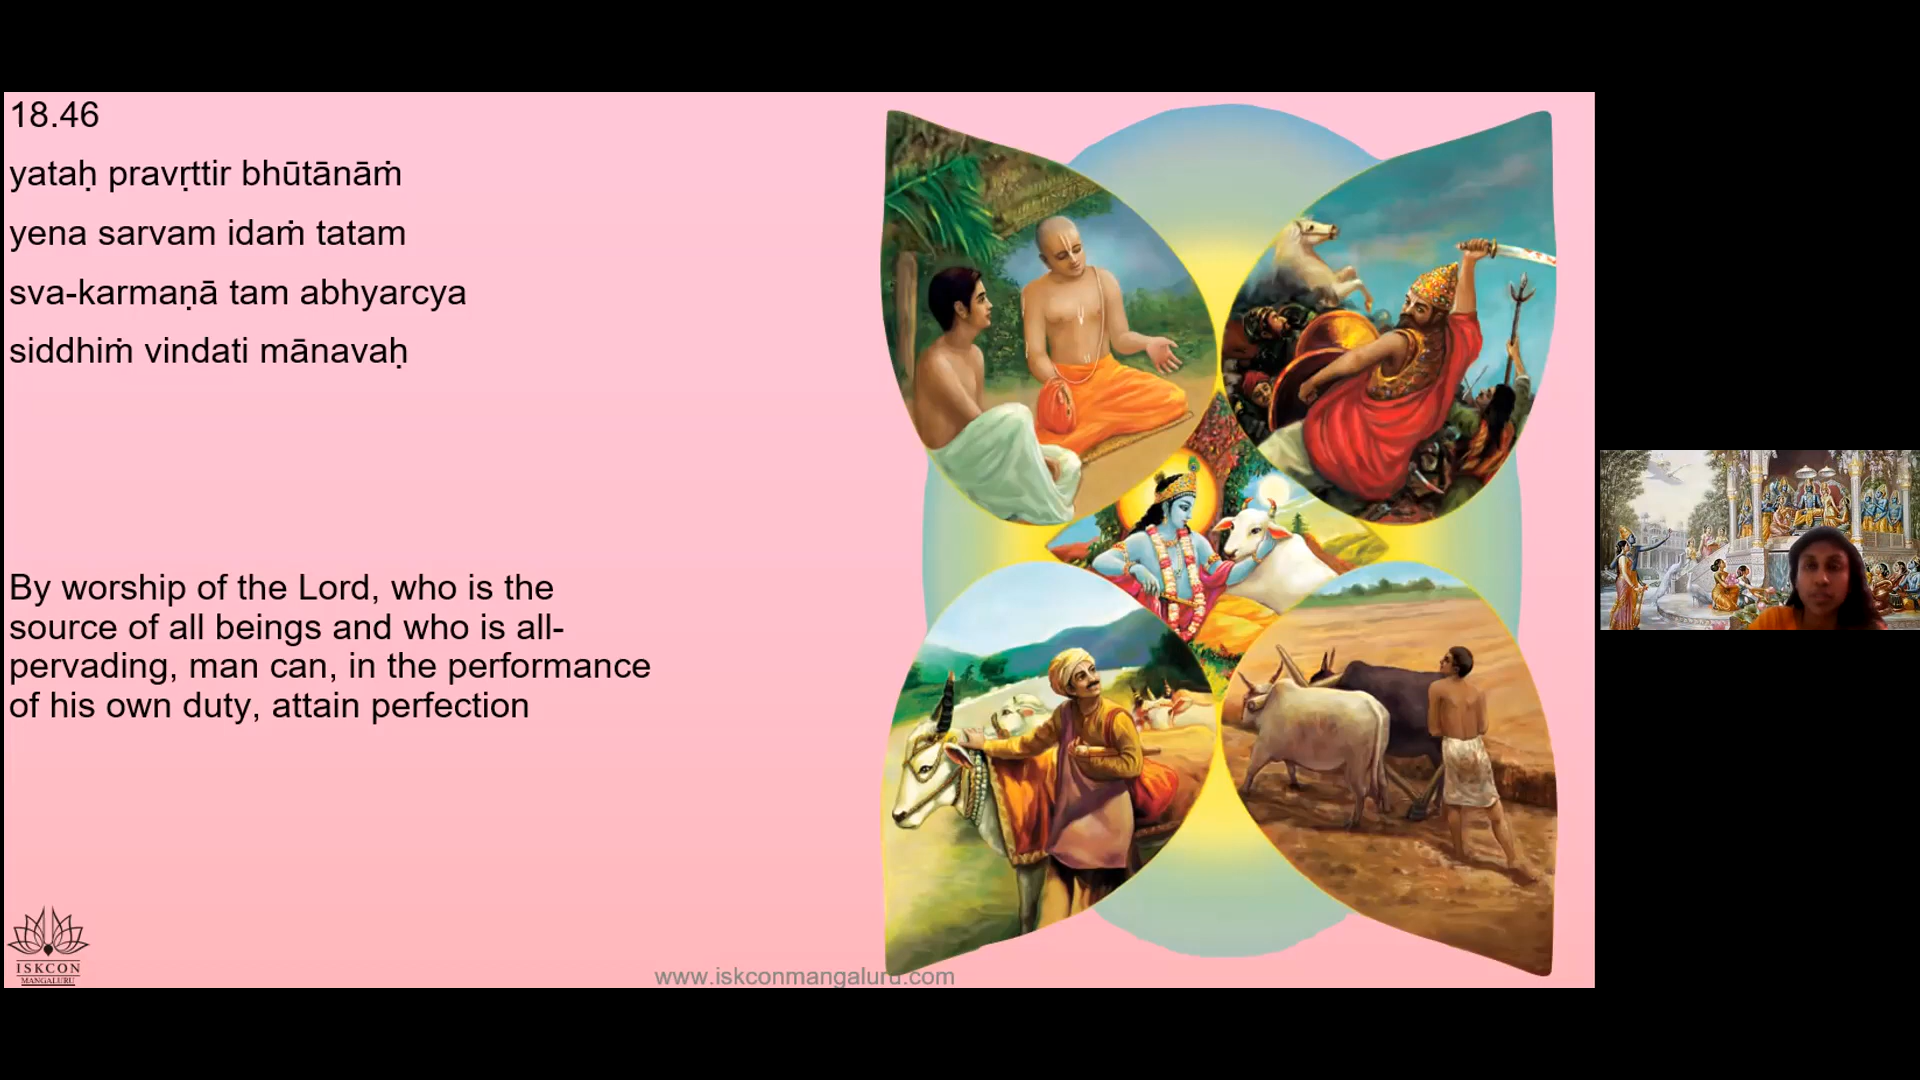 18.46
yataḥ pravṛttir bhūtānāṁ
yena sarvam idaṁ tatam
sva-karmaṇā tam abhyarcya
siddhiṁ vindati mānavaḥ
By worship of the Lord, who is the
source of all beings and who is all-
pervading, man can, in the performance
of his own duty, attain perfection
ISKCON
MANGALURU
www.iskconmangaluru.com